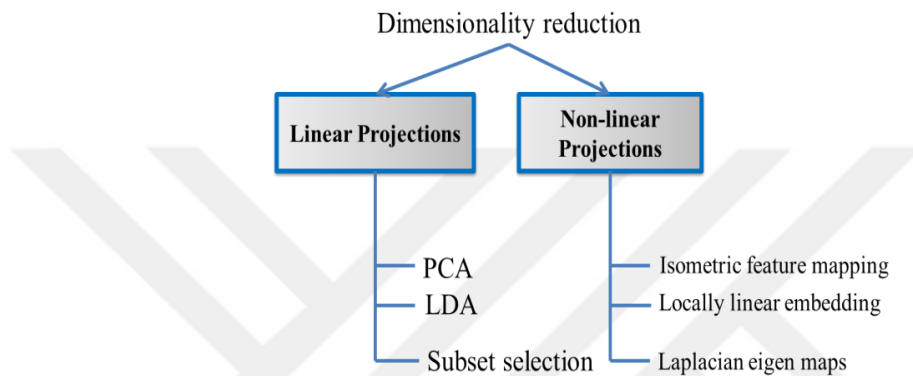 Dimensionality reduction
Linear Projections
Non-linear
Projections
PCA
LDA
Subset selection
Isometric feature mapping
Locally linear embedding
Laplacian eigen maps